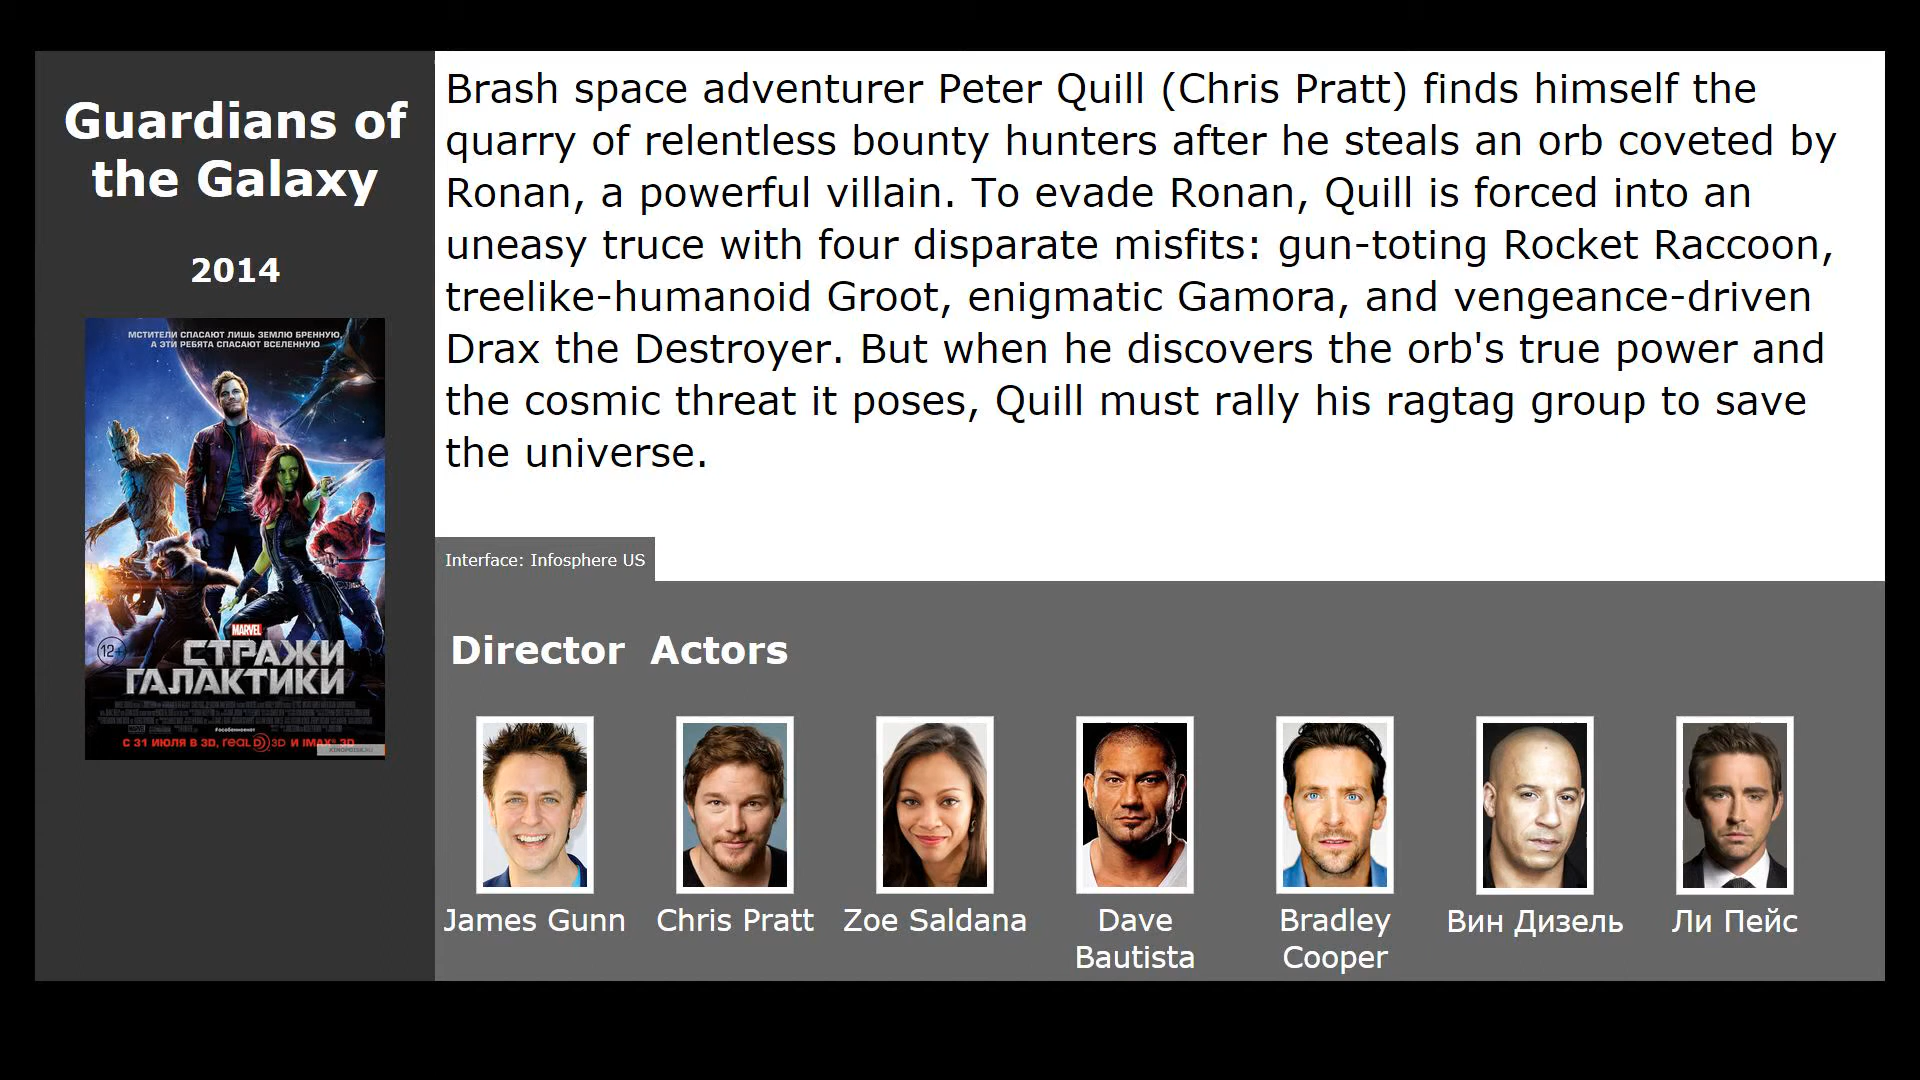 Guardians of
the Galaxy
2014
МСТИТЕЛИ СПАСАЮТ ЛИШЬ ЗЕМЛЮ БРЕННУЮ,
А ЭТИ РЕБЯТА СПАСАЮТ ВСЕЛЕННУЮ
MARVEL
12+
СТРАЖИ
ГАЛАКТИКИ
#особеннонет
С 31 ИЮЛЯ В 3D, REAL D 3D И IMAX 3D
KINOPOISK.RU
Brash space adventurer Peter Quill (Chris Pratt) finds himself the
quarry of relentless bounty hunters after he steals an orb coveted by
Ronan, a powerful villain. To evade Ronan, Quill is forced into an
uneasy truce with four disparate misfits: gun-toting Rocket Raccoon,
treelike-humanoid Groot, enigmatic Gamora, and vengeance-driven
Drax the Destroyer. But when he discovers the orb's true power and
the cosmic threat it poses, Quill must rally his ragtag group to save
the universe.
Interface: Infosphere US
Director Actors
James Gunn Chris Pratt Zoe Saldana Dave Bradley Вин Дизель Ли Пейс
Bautista Cooper